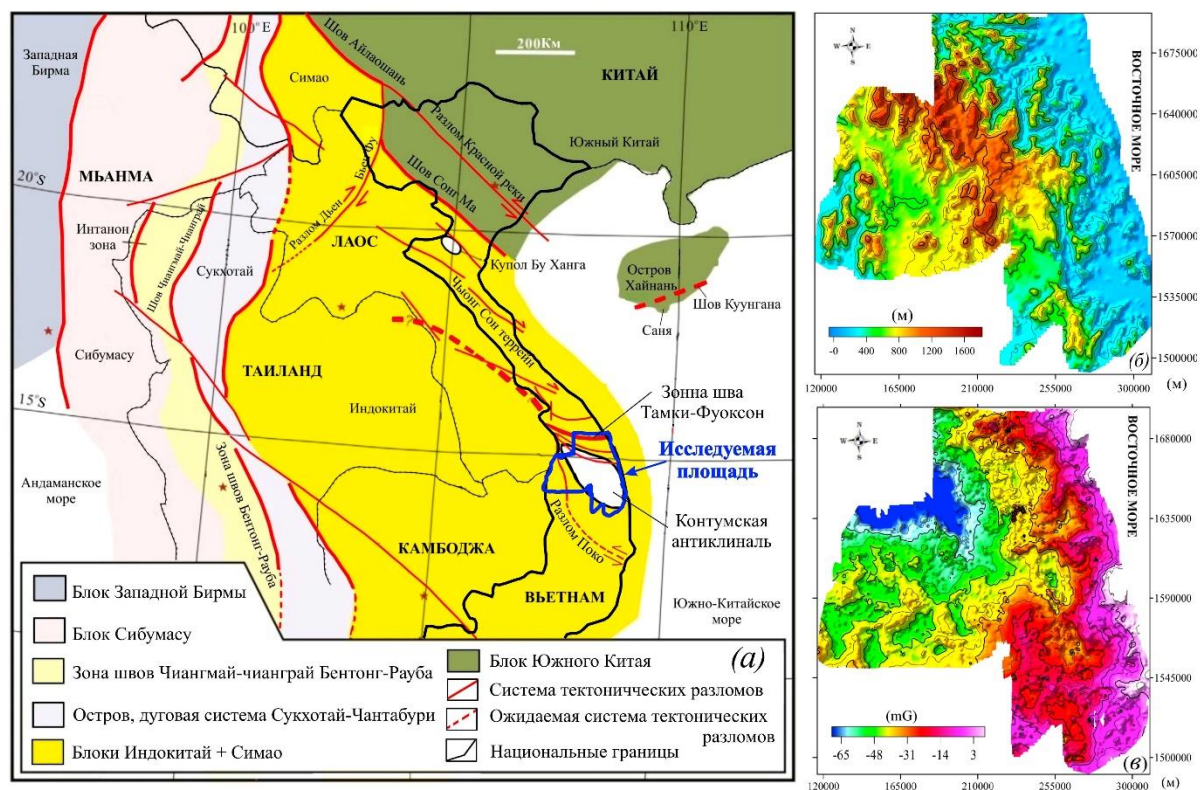 100°E
110°E
Западная
Бирма
Симао
Шов Айлаошань
200Км
КИТАЙ
Разлом Красной реки
Южный Китай
20°S
МЬАНМА
Шов Сонг Ма
Разлом Дьен
Бьен Фу
Интанон
зона
Шов Чиангмай-Чианграй
Сукхотай
ЛАОС
Купол Бу Ханга
Остров
Хайнань
Шов Куунгана
Саня
Чыонг Сон террейн
Сибумасу
ТАИЛАНД
Зонна шва
Тамки-Фуоксон
15°S
Индокитай
Исследуемая
площадь
Зона швов Бентонг-Рауба
Андаманское
море
Разлом Поко
Контумская
антиклиналь
КАМБОДЖА
ВЬЕТНАМ
Южно-Китайское
море
Блок Западной Бирмы
Блок Сибумасу
Зона швов Чиангмай-чианграй Бентонг-Рауба
Остров, дуговая система Сукхотай-Чантабури
Блоки Индокитай + Симао
(а)
Блок Южного Китая
Система тектоничческих разломов
Ожидаемая система тектонических
разломов
Национальные границы
N
W E
S
ВОСТОЧНОЕ МОРЕ
1675000
1640000
1605000
1570000
1535000
1500000
(м)
-0 400 800 1200 1600
(б)
120000 165000 210000 255000 300000 (м)
N
W E
S
ВОСТОЧНОЕ МОРЕ
1680000
1635000
1590000
1545000
1500000
(mG)
-65 -48 -31 -14 3
(в)
120000 165000 210000 255000 300000 (м)